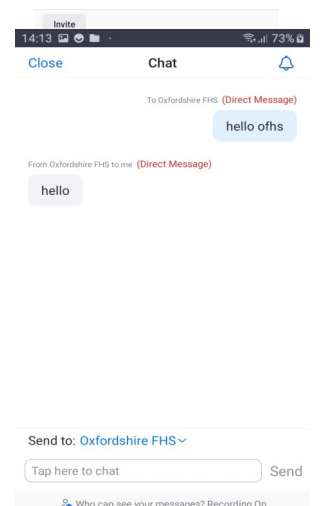 Invite
14:13 73%
Close Chat
To Oxfordshire FHS (Direct Message)
hello ofhs
From Oxfordshire FHS to me (Direct Message)
hello
Send to: Oxfordshire FHS
Tap here to chat Send
Who can see your messages? Recording On